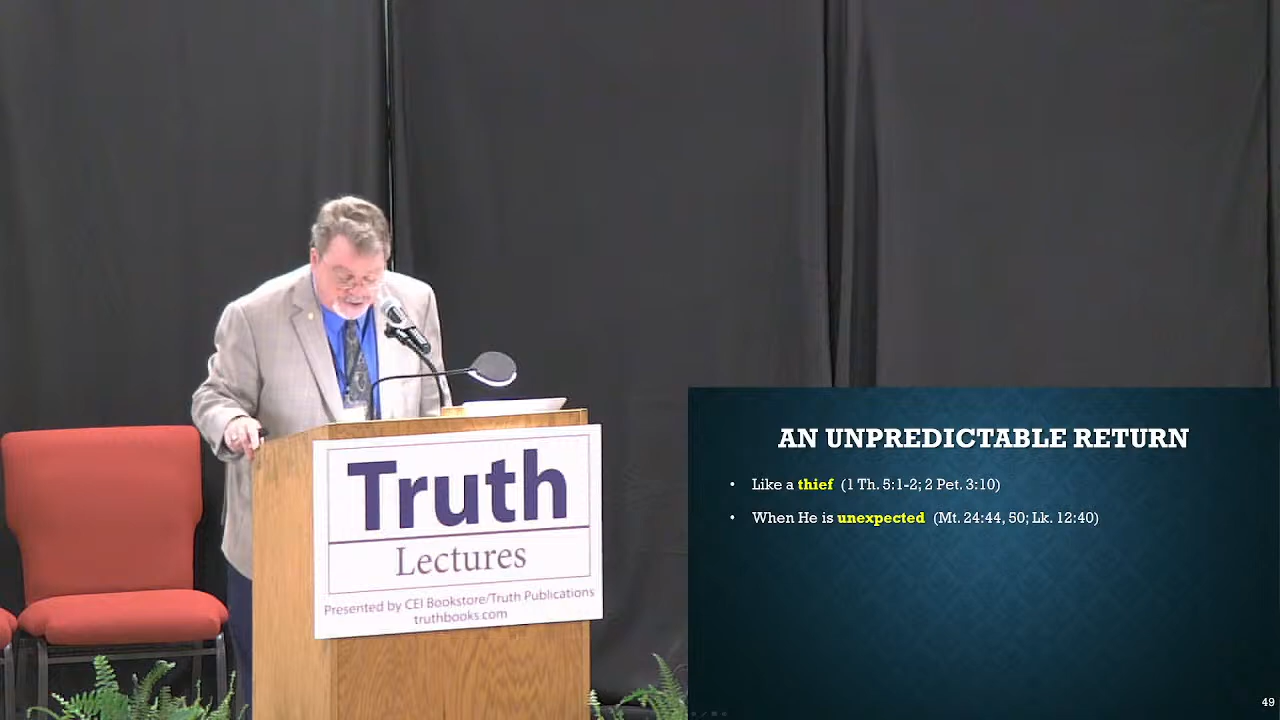 Truth
Lectures
Presented by CEI Bookstore/Truth Publications
truthbooks.com
AN UNPREDICTABLE RETURN
• Like a thief (1 Th. 5:1-2; 2 Pet. 3:10)
• When He is unexpected (Mt. 24:44, 50; Lk. 12:40)
49